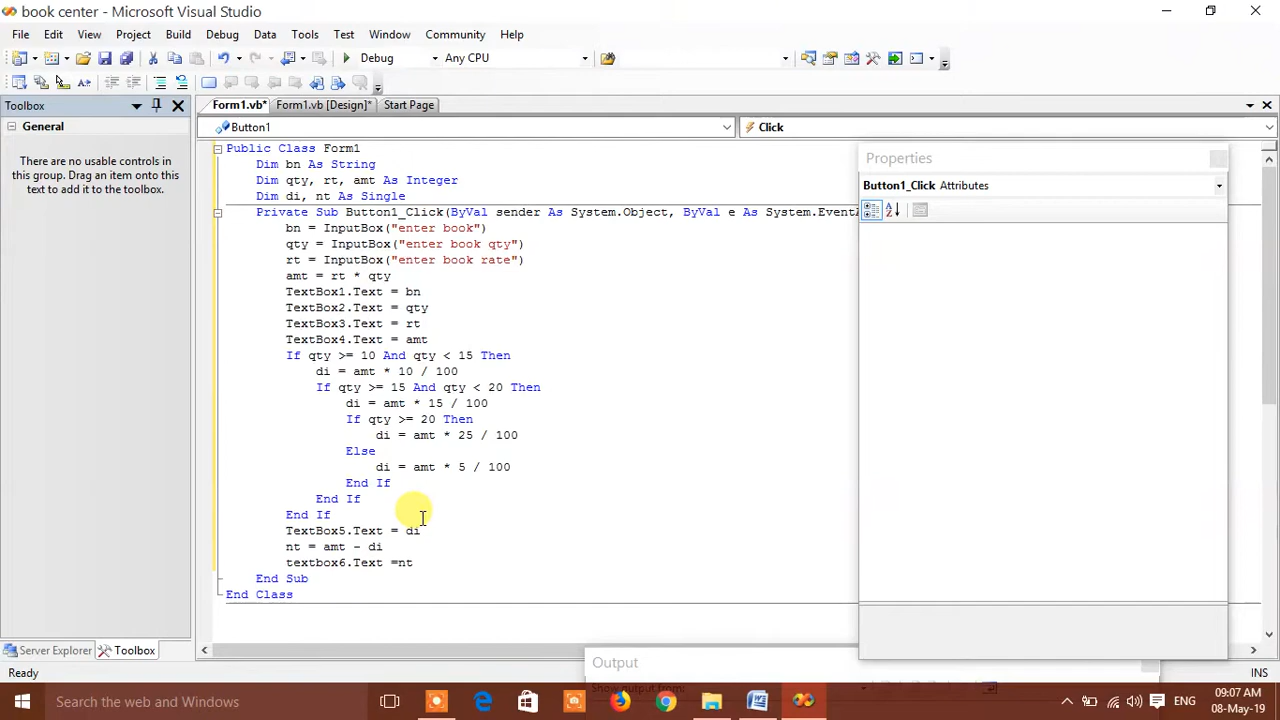 book center - Microsoft Visual Studio
File Edit View Project Build Debug Data Tools Test Window Community Help
Debug Any CPU
Toolbox
Form1.vb* Form1.vb [Design]* Start Page
General
Button1 Click
There are no usable controls in
this group. Drag an item onto this
text to add it to the toolbox.
Public Class Form1
Dim bn As String
Dim qty, rt, amt As Integer
Dim di, nt As Single
Private Sub Button1_Click(ByVal sender As System.Object, ByVal e As System.EventA
bn = InputBox("enter book")
qty = InputBox("enter book qty")
rt = InputBox("enter book rate")
amt = rt * qty
TextBox1.Text = bn
TextBox2.Text = qty
TextBox3.Text = rt
TextBox4.Text = amt
If qty >= 10 And qty < 15 Then
di = amt * 10 / 100
If qty >= 15 And qty < 20 Then
di = amt * 15 / 100
If qty >= 20 Then
di = amt * 25 / 100
Else
di = amt * 5 / 100
End If
End If
End If
TextBox5.Text = di
nt = amt - di
textbox6.Text =nt
End Sub
End Class
Properties
Button1_Click Attributes
Server Explorer Toolbox
Output
Show output from:
Ready INS
Search the web and Windows
ENG
09:07 AM
08-May-19